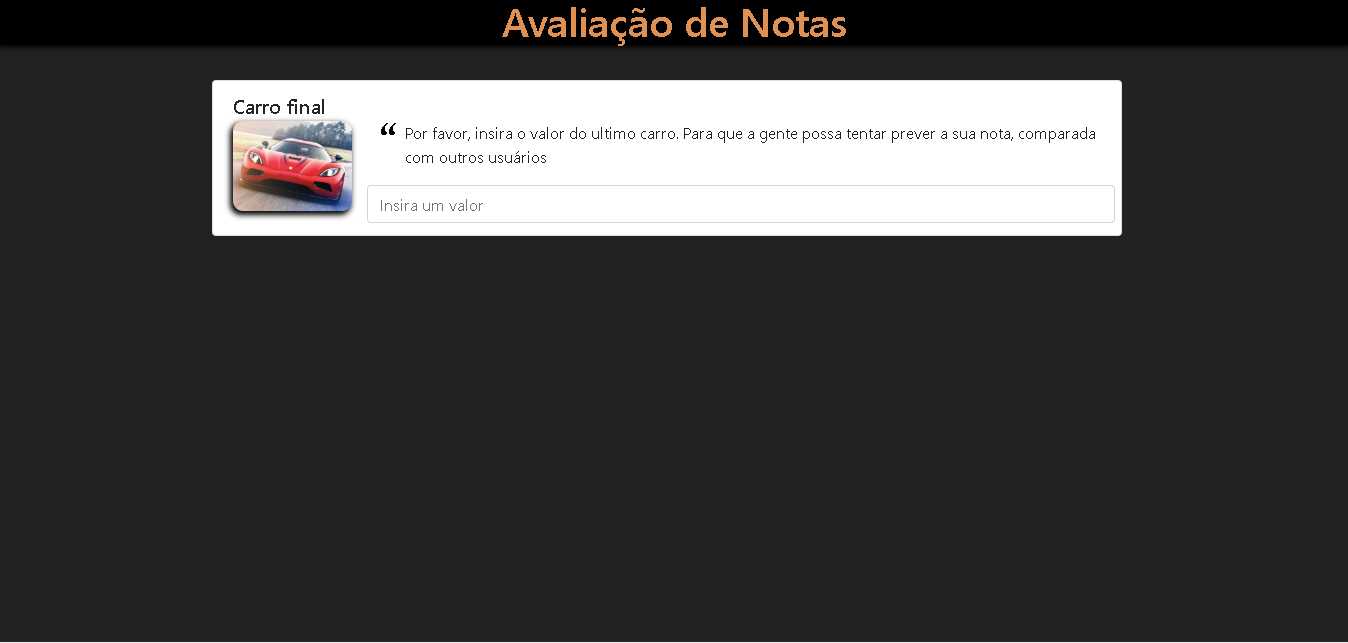 Avaliação de Notas
Carro final
“ Por favor, insira o valor do ultimo carro. Para que a gente possa tentar prever a sua nota, comparada
com outros usuários
Insira um valor